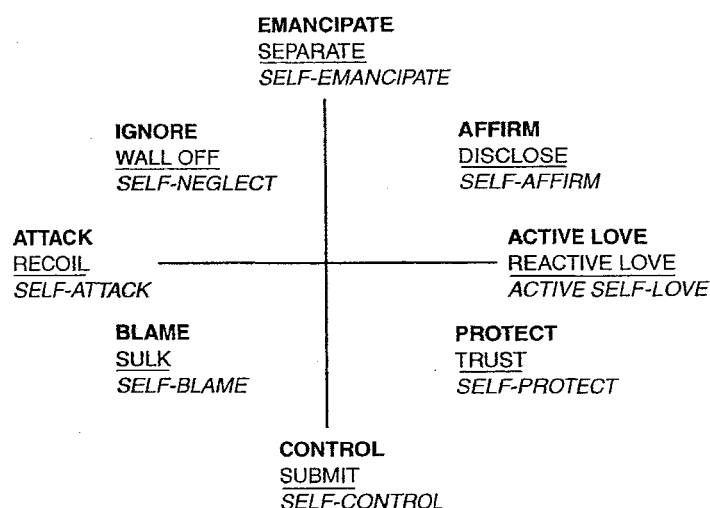 EMANCIPATE
SEPARATE
SELF-EMANCIPATE
IGNORE
WALL OFF
SELF-NEGLECT
AFFIRM
DISCLOSE
SELF-AFFIRM
ATTACK
RECOIL
SELF-ATTACK
ACTIVE LOVE
REACTIVE LOVE
ACTIVE SELF-LOVE
BLAME
SULK
SELF-BLAME
PROTECT
TRUST
SELF-PROTECT
CONTROL
SUBMIT
SELF-CONTROL